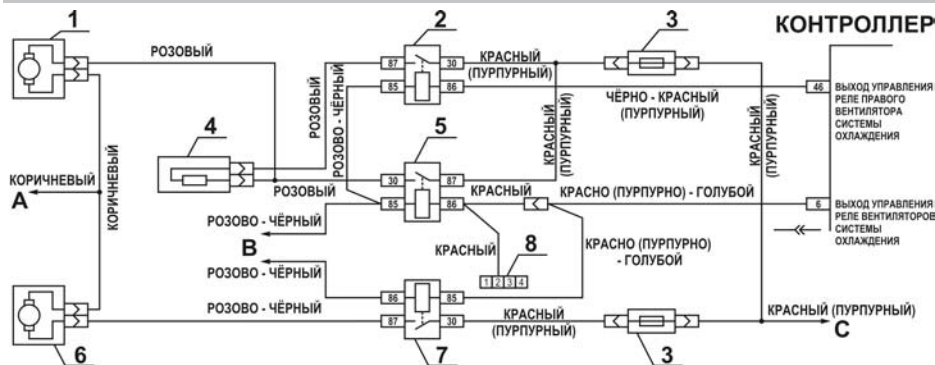 1
2
3
КОНТРОЛЛЕР
РОЗОВЫЙ
87
30
КРАСНЫЙ
(ПУРПУРНЫЙ)
85
86
ЧЁРНО - КРАСНЫЙ
(ПУРПУРНЫЙ)
46
ВЫХОД УПРАВЛЕНИЯ
РЕЛЕ ПРАВОГО
ВЕНТИЛЯТОРА
СИСТЕМЫ
ОХЛАЖДЕНИЯ
РОЗОВЫЙ
РОЗОВО - ЧЁРНЫЙ
КРАСНЫЙ
(ПУРПУРНЫЙ)
КРАСНЫЙ
(ПУРПУРНЫЙ)
4
5
КОРИЧНЕВЫЙ
A
КОРИЧНЕВЫЙ
РОЗОВЫЙ
30
87
85
86
КРАСНЫЙ
КРАСНО (ПУРПУРНО) - ГОЛУБОЙ
6
ВЫХОД УПРАВЛЕНИЯ
РЕЛЕ ВЕНТИЛЯТОРОВ
СИСТЕМЫ
ОХЛАЖДЕНИЯ
РОЗОВО - ЧЁРНЫЙ
B
РОЗОВО - ЧЁРНЫЙ
КРАСНЫЙ
8
1 2 3 4
КРАСНО (ПУРПУРНО)
- ГОЛУБОЙ
86
85
РОЗОВО - ЧЁРНЫЙ
87
30
КРАСНЫЙ
(ПУРПУРНЫЙ)
КРАСНЫЙ (ПУРПУРНЫЙ)
C
6
7
3